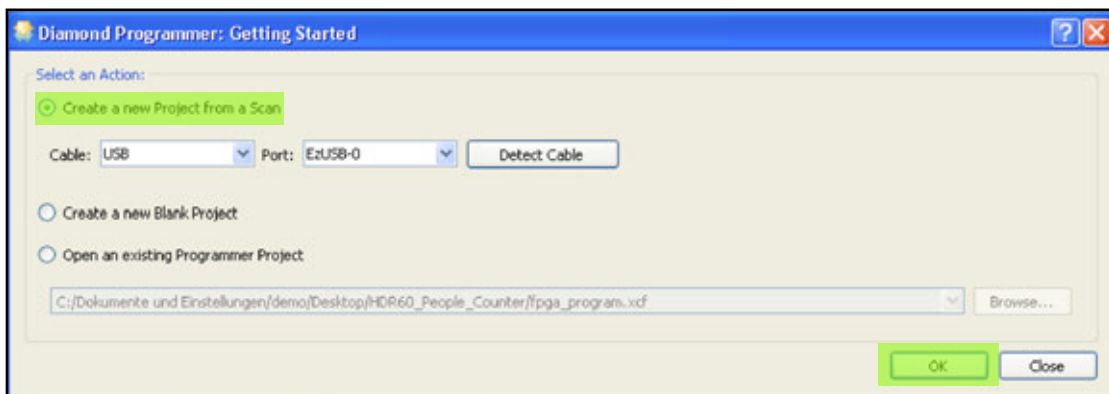 Diamond Programmer: Getting Started
Select an Action:
Create a new Project from a Scan
Cable: USB Port: EzUSB-0 Detect Cable
Create a new Blank Project
Open an existing Programmer Project
C:/Dokumente und Einstellungen/demo/Desktop/HDR60_People_Counter/fpga_program.xcf Browse...
OK Close